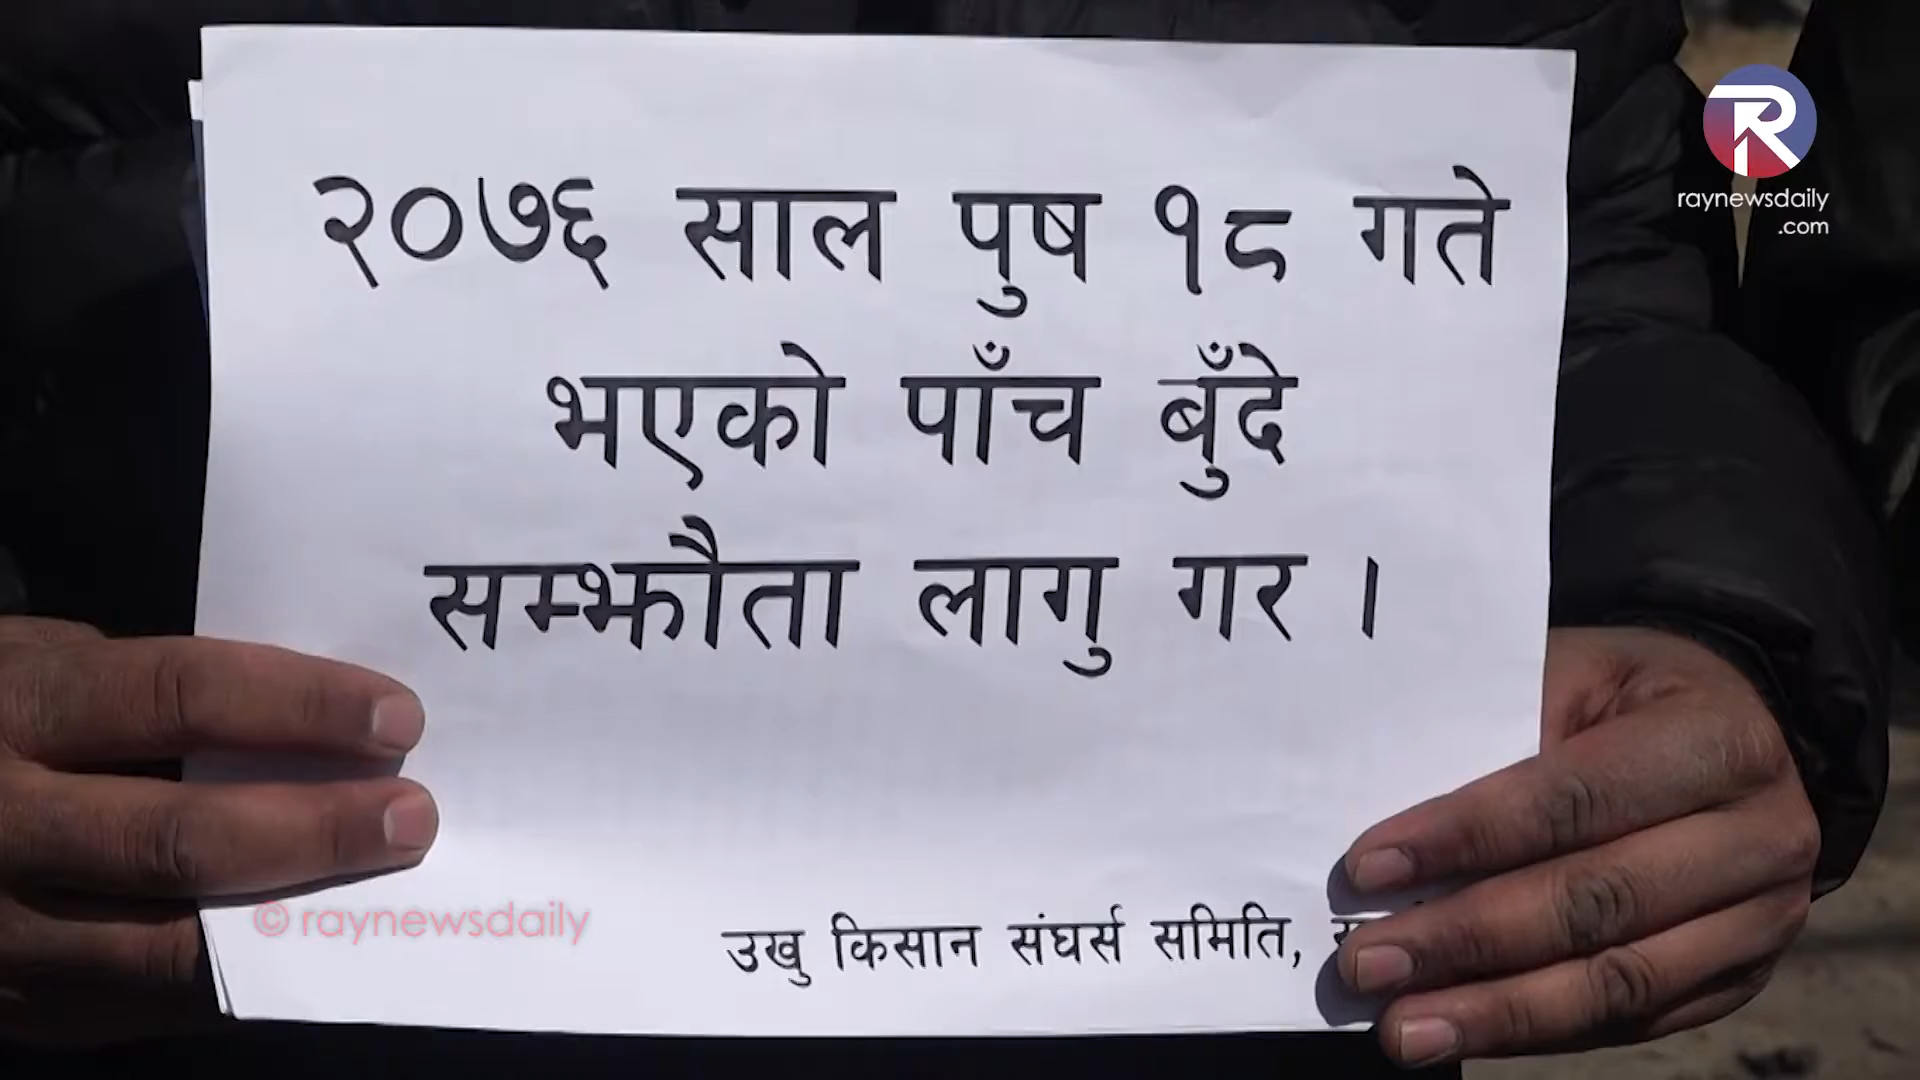 २०७६ साल पुष १८ गते
भएको पाँच बुँदे
सम्झौता लागु गर ।
उखु किसान संघर्स समिति,
© raynewsdaily
R
raynewsdaily
.com